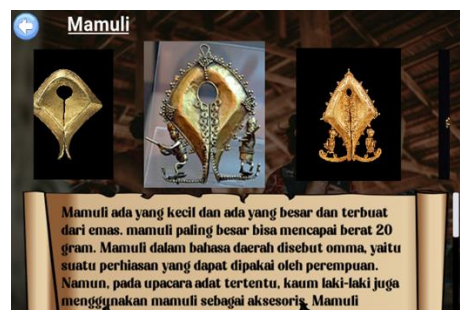 Mamuli
Mamuli ada yang kecil dan ada yang besar dan terbuat
dari emas. mamuli paling besar bisa mencapai berat 20
gram. Mamuli dalam bahasa daerah disebut omma, yaitu
suatu perhiasan yang dapat dipakai oleh perempuan.
Namun, pada upacara adat tertentu, kaum laki-laki juga
menggunakan mamuli sebagai aksesoris. Mamuli